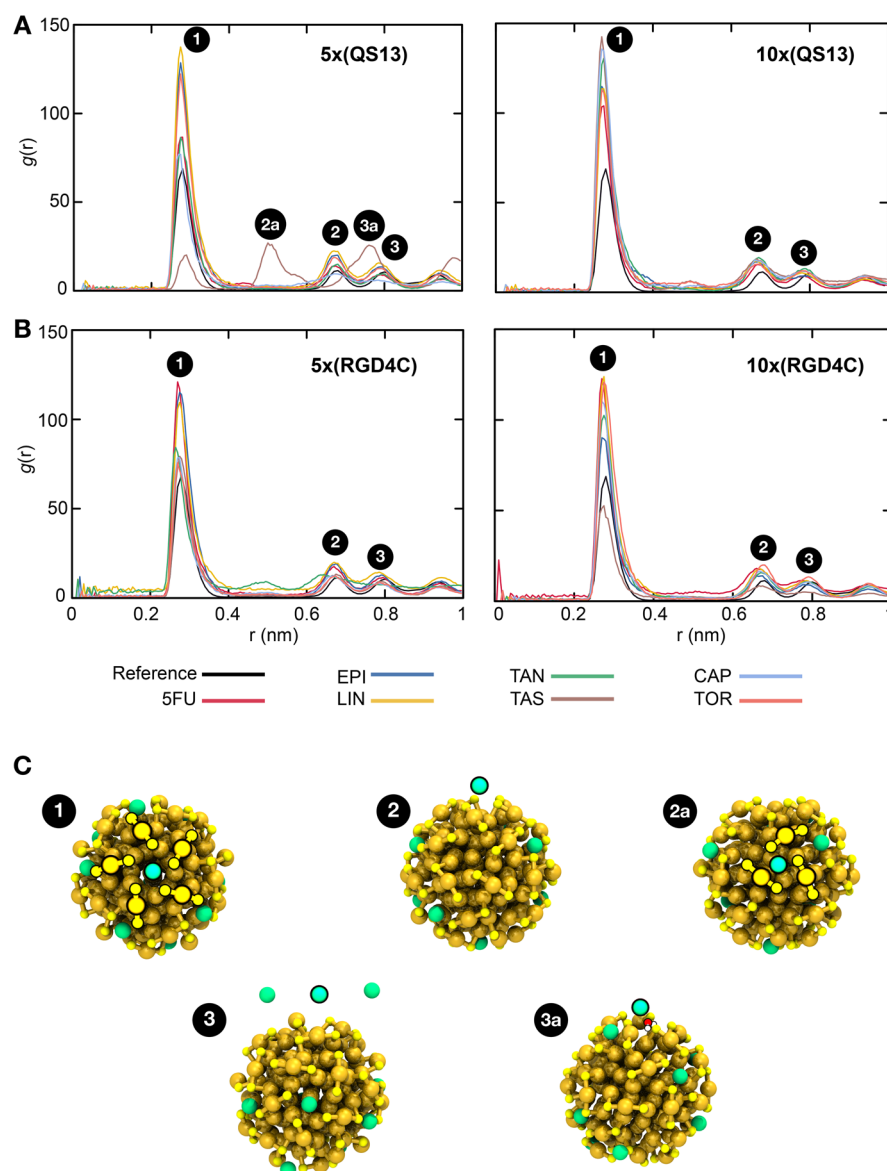 A
150
100
50
0
g(r)
5x(QS13)
1
2a
2
3a
3
10x(QS13)
1
2
3
B
150
100
50
0
g(r)
5x(RGD4C)
1
2
3
0 0.2 0.4 0.6 0.8 1
r (nm)
10x(RGD4C)
1
2
3
0 0.2 0.4 0.6 0.8 1
r (nm)
Reference EPI TAN CAP
5FU LIN TAS TOR
C
1 2 2a
3 3a